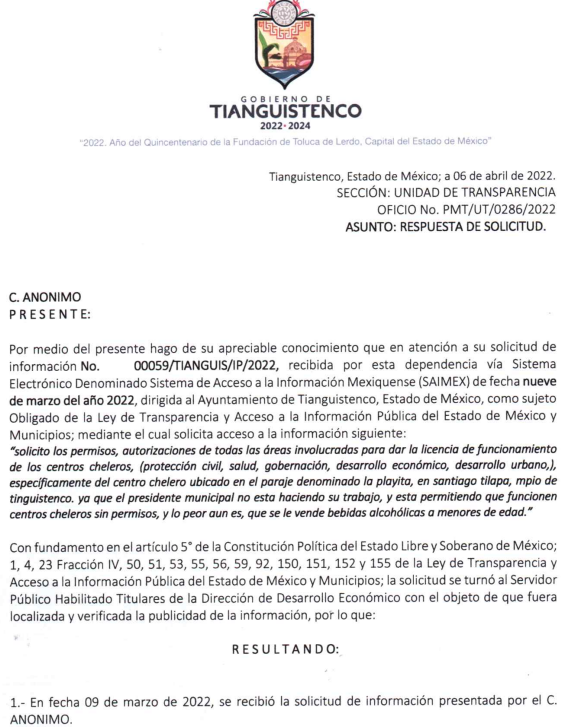 GOBIERNO DE
TIANGUISTENCO
2022-2024
"2022. Año del Quincentenario de la Fundación de Toluca de Lerdo, Capital del Estado de México"
Tianguistenco, Estado de México; a 06 de abril de 2022.
SECCIÓN: UNIDAD DE TRANSPARENCIA
OFICIO No. PMT/UT/0286/2022
ASUNTO: RESPUESTA DE SOLICITUD.
C. ANONIMO
P R E S E N T E:
Por medio del presente hago de su apreciable conocimiento que en atención a su solicitud de
información No. 00059/TIANGUIS/IP/2022, recibida por esta dependencia vía Sistema
Electrónico Denominado Sistema de Acceso a la Información Mexiquense (SAIMEX) de fecha nueve
de marzo del año 2022, dirigida al Ayuntamiento de Tianguistenco, Estado de México, como sujeto
Obligado de la Ley de Transparencia y Acceso a la Información Pública del Estado de México y
Municipios; mediante el cual solicita acceso a la información siguiente:
"solicito los permisos, autorizaciones de todas las áreas involucradas para dar la licencia de funcionamiento
de los centros cheleros, (protección civil, salud, gobernación, desarrollo económico, desarrollo urbano,),
específicamente del centro chelero ubicado en el paraje denominado la playita, en santiago tilapa, mpio de
tinguistenco. ya que el presidente municipal no esta haciendo su trabajo, y esta permitiendo que funcionen
centros cheleros sin permisos, y lo peor aun es, que se le vende bebidas alcohólicas a menores de edad."
Con fundamento en el artículo 5° de la Constitución Política del Estado Libre y Soberano de México;
1, 4, 23 Fracción IV, 50, 51, 53, 55, 56, 59, 92, 150, 151, 152 y 155 de la Ley de Transparencia y
Acceso a la Información Pública del Estado de México y Municipios; la solicitud se turnó al Servidor
Público Habilitado Titulares de la Dirección de Desarrollo Económico con el objeto de que fuera
localizada y verificada la publicidad de la información, por lo que:
R E S U L T A N D O:
1.- En fecha 09 de marzo de 2022, se recibió la solicitud de información presentada por el C.
ANONIMO.